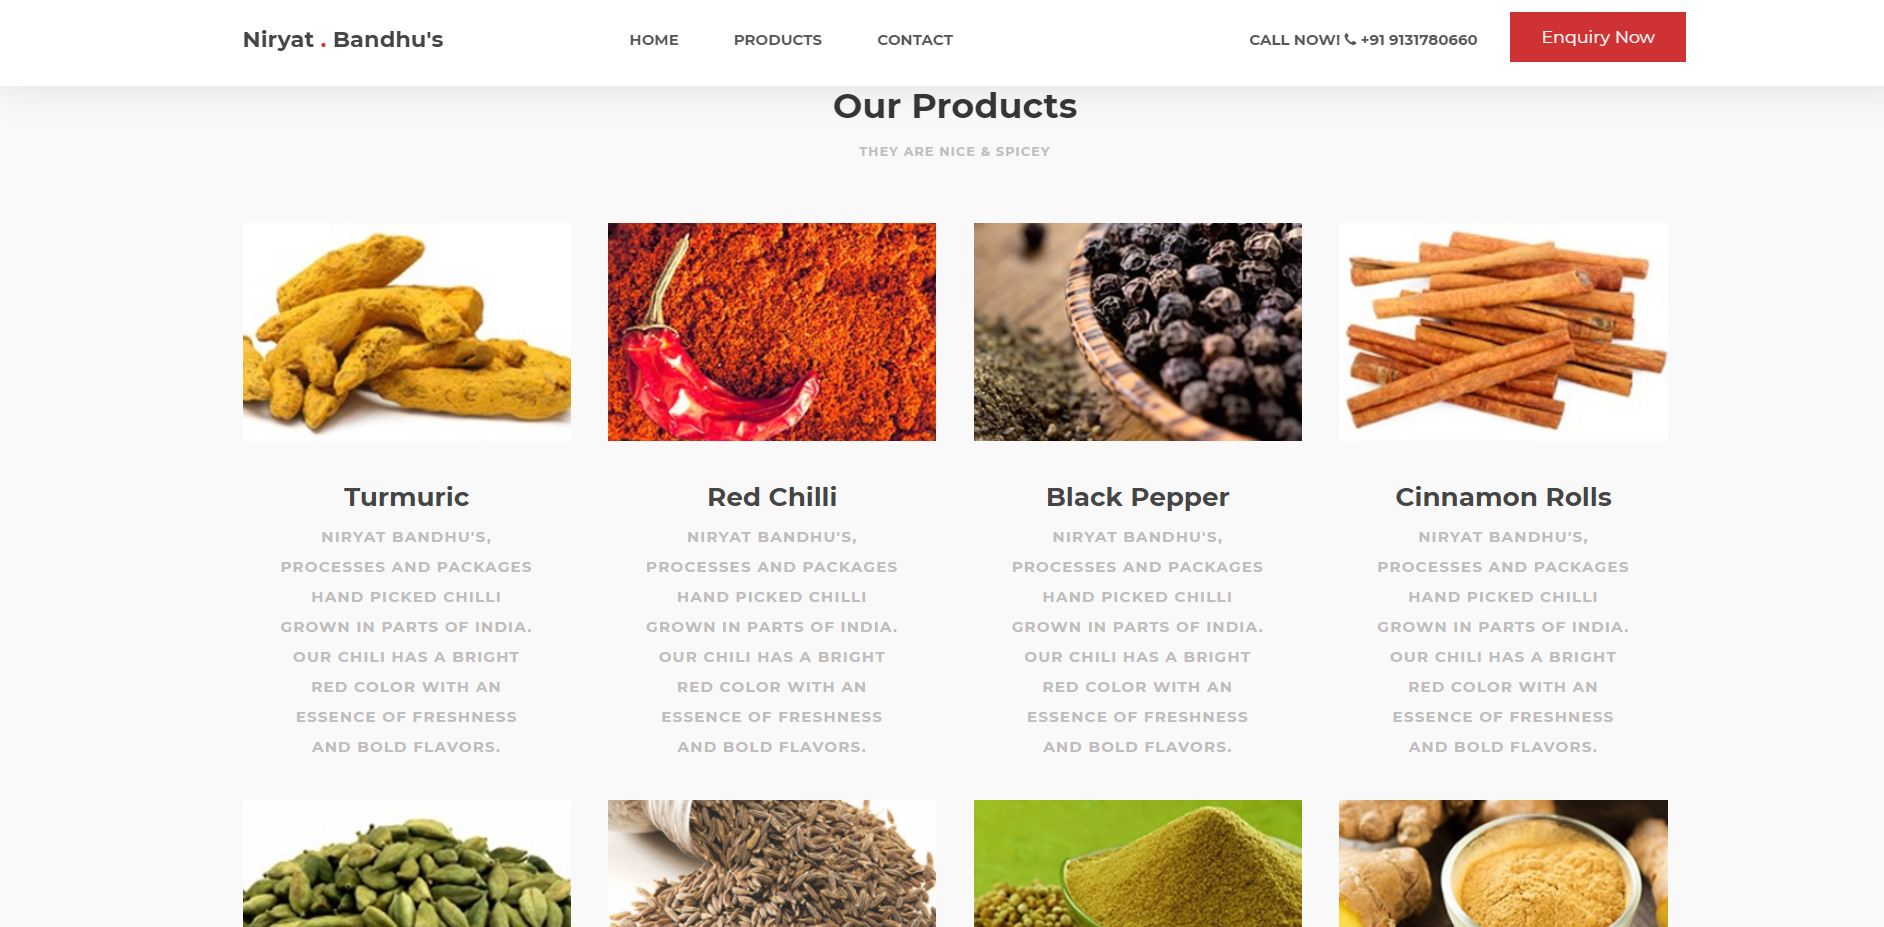 Niryat . Bandhu's
HOME
PRODUCTS
CONTACT
CALL NOW! +91 9131780660
Enquiry Now
Our Products
THEY ARE NICE & SPICEY
Turmuric
NIRYAT BANDHU'S,
PROCESSES AND PACKAGES
HAND PICKED CHILLI
GROWN IN PARTS OF INDIA.
OUR CHILI HAS A BRIGHT
RED COLOR WITH AN
ESSENCE OF FRESHNESS
AND BOLD FLAVORS.
Red Chilli
NIRYAT BANDHU'S,
PROCESSES AND PACKAGES
HAND PICKED CHILLI
GROWN IN PARTS OF INDIA.
OUR CHILI HAS A BRIGHT
RED COLOR WITH AN
ESSENCE OF FRESHNESS
AND BOLD FLAVORS.
Black Pepper
NIRYAT BANDHU'S,
PROCESSES AND PACKAGES
HAND PICKED CHILLI
GROWN IN PARTS OF INDIA.
OUR CHILI HAS A BRIGHT
RED COLOR WITH AN
ESSENCE OF FRESHNESS
AND BOLD FLAVORS.
Cinnamon Rolls
NIRYAT BANDHU'S,
PROCESSES AND PACKAGES
HAND PICKED CHILLI
GROWN IN PARTS OF INDIA.
OUR CHILI HAS A BRIGHT
RED COLOR WITH AN
ESSENCE OF FRESHNESS
AND BOLD FLAVORS.